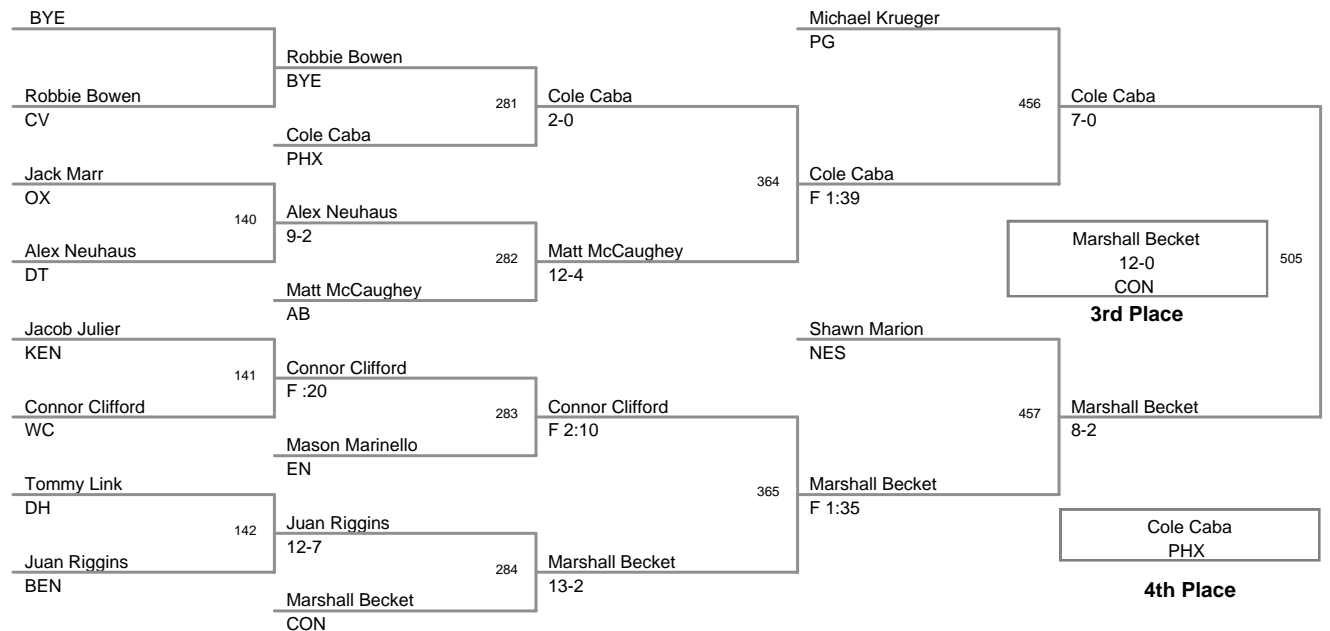 BYE
Robbie Bowen
CV
Jack Marr
OX
140
Alex Neuhaus
DT
Jacob Julier
KEN
141
Connor Clifford
WC
Tommy Link
DH
142
Juan Riggins
BEN
Robbie Bowen
BYE
281
Cole Caba
PHX
Alex Neuhaus
9-2
282
Matt McCaughey
AB
Connor Clifford
F :20
283
Mason Marinello
EN
Juan Riggins
12-7
284
Marshall Becket
CON
Cole Caba
2-0
364
Matt McCaughey
12-4
Connor Clifford
F 2:10
365
Marshall Becket
13-2
Michael Krueger
PG
456
Cole Caba
F 1:39
Shawn Marion
NES
457
Marshall Becket
F 1:35
Cole Caba
7-0
505
Marshall Becket
8-2
Marshall Becket
12-0
CON
3rd Place
Cole Caba
PHX
4th Place